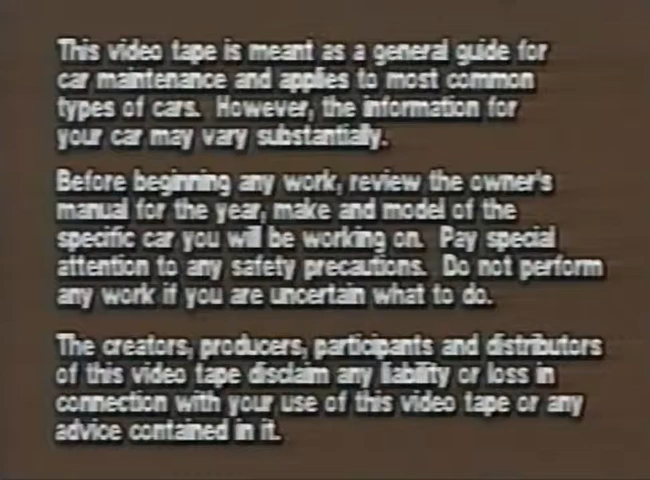 This video tape is meant as a general guide for
car maintenance and applies to most common
types of cars. However, the information for
your car may vary substantially.
Before beginning any work, review the owner's
manual for the year, make and model of the
specific car you will be working on. Pay special
attention to any safety precautions. Do not perform
any work if you are uncertain what to do.
The creators, producers, participants and distributors
of this video tape disclaim any liability or loss in
connection with your use of this video tape or any
advice contained in it.